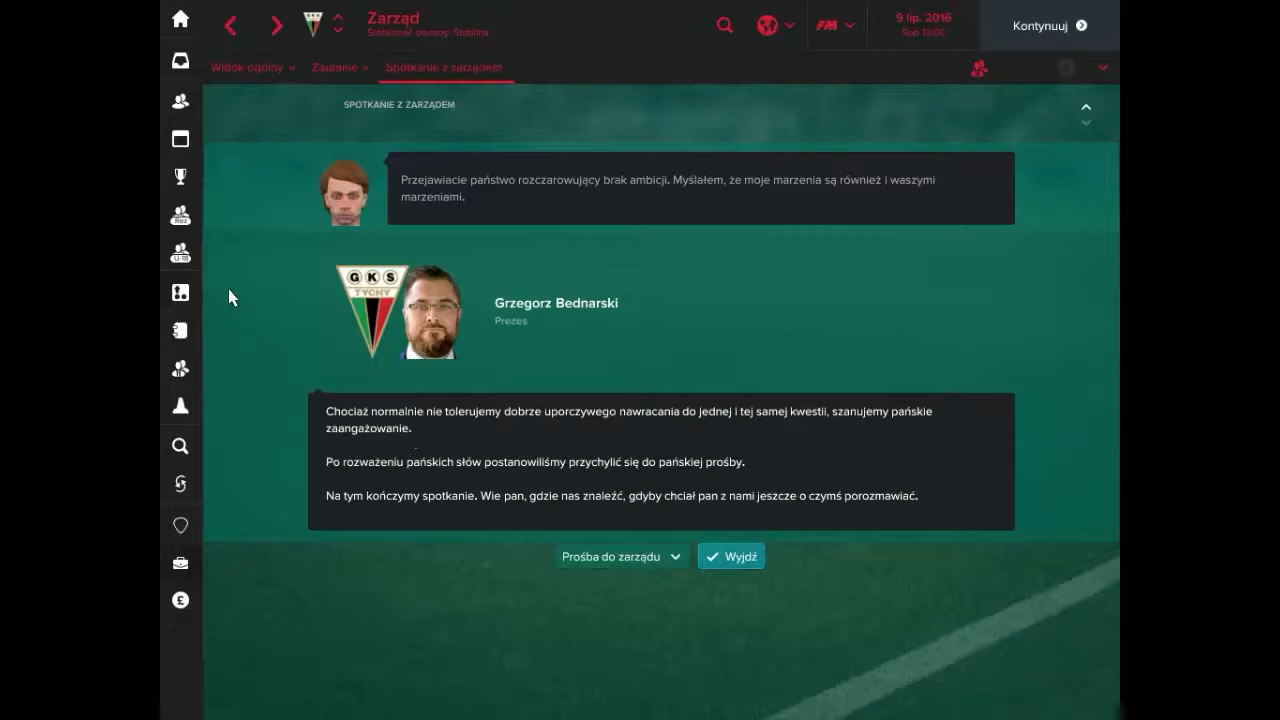 Zarząd
Stabilność posady: Stabilna
FM
9 lip. 2016
Sob 13:00
Kontynuuj
Widok ogólny
Zaufanie
Spotkanie z zarządem
SPOTKANIE Z ZARZĄDEM
Przejawiacie państwo rozczarowujący brak ambicji. Myślałem, że moje marzenia są również i waszymi
marzeniami.
Rez
U-18
GKS
TYCHY
Grzegorz Bednarski
Prezes
Chociaż normalnie nie tolerujemy dobrze uporczywego nawracania do jednej i tej samej kwestii, szanujemy pańskie
zaangażowanie.
Po rozważeniu pańskich słów postanowiliśmy przychylić się do pańskiej prośby.
Na tym kończymy spotkanie. Wie pan, gdzie nas znaleźć, gdyby chciał pan z nami jeszcze o czymś porozmawiać.
Prośba do zarządu
Wyjdź